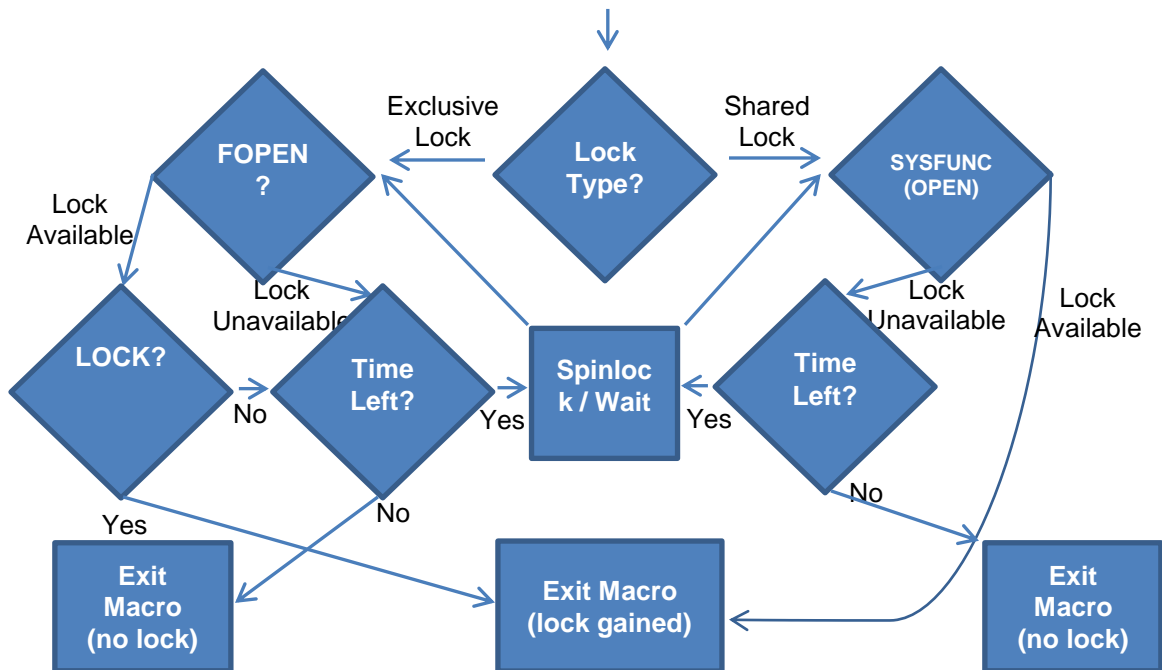 Exclusive
Lock
Shared
Lock
FOPEN
?
Lock
Type?
SYSFUNC
(OPEN)
Lock
Available
Lock
Unavailable
Lock
Unavailable
Lock
Available
LOCK?
Time
Left?
Spinloc
k / Wait
Time
Left?
No
Yes
Yes
Yes
No
No
Exit
Macro
(no lock)
Exit Macro
(lock gained)
Exit
Macro
(no lock)